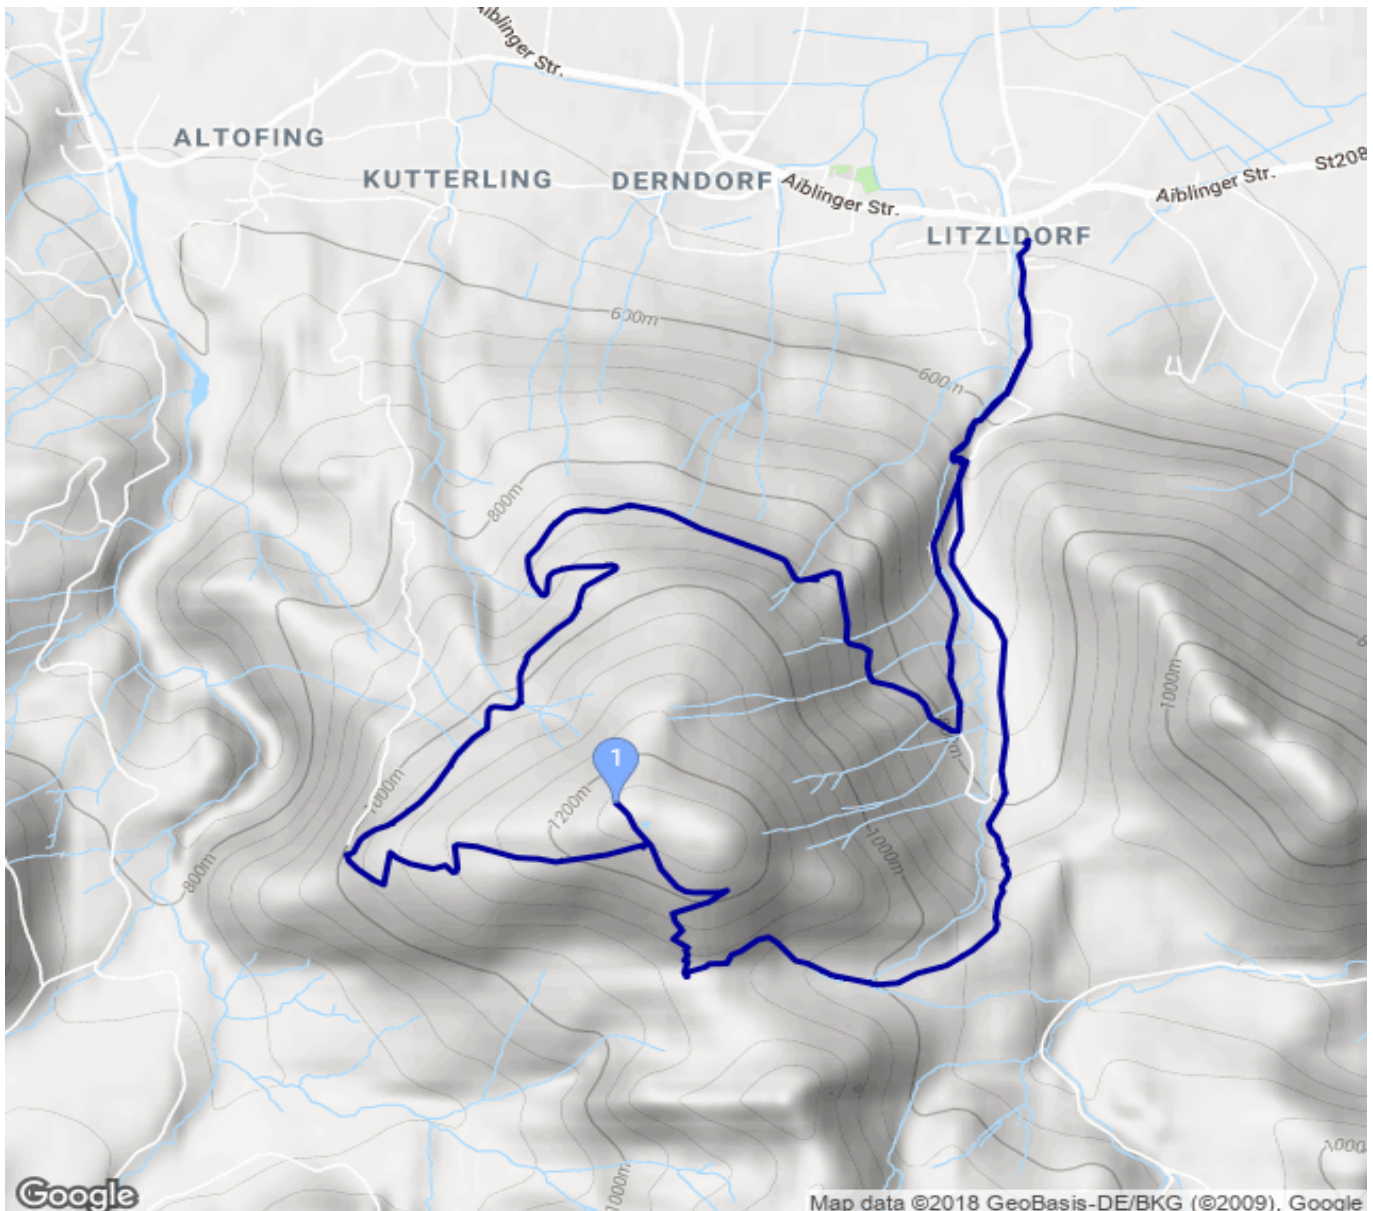 Aiblinger Str.
ALTOFING
KUTTERLING
DERNDORF
Aiblinger Str.
St208
Aiblinger Str.
LITZLDORF
600m
600m
800m
1000m
1000m
1
1200m
1000m
800m
1000m
1000m
Google
Map data ©2018 GeoBasis-DE/BKG (©2009), Google